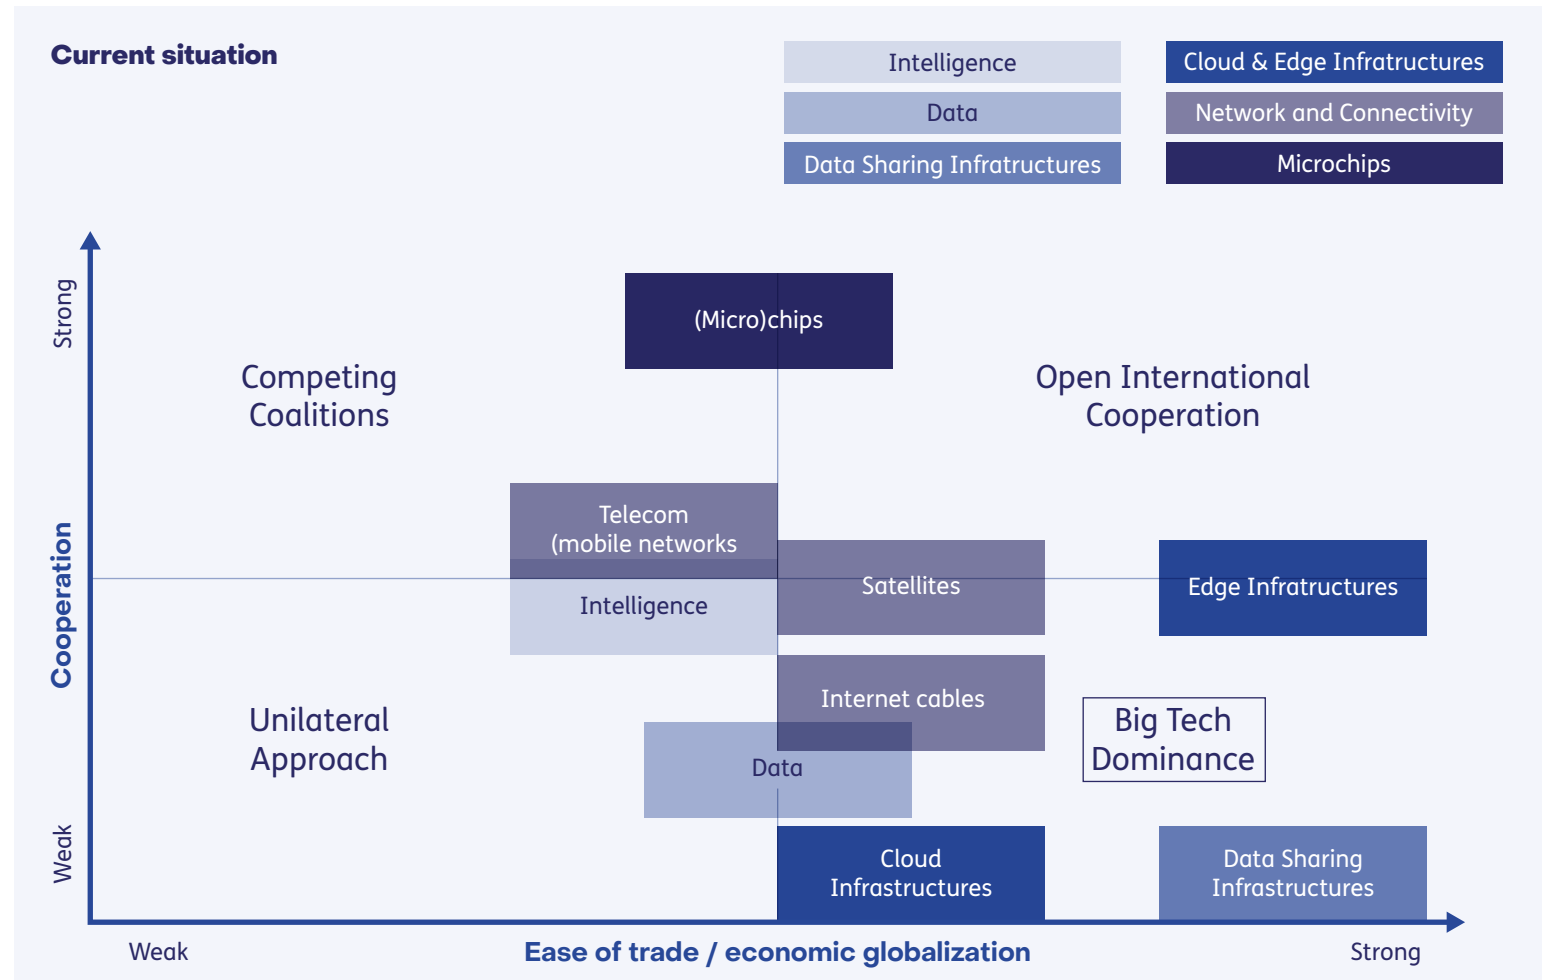 Current situation
Intelligence
Cloud & Edge Infratructures
Data
Network and Connectivity
Data Sharing Infratructures
Microchips
Strong
(Micro)chips
Competing
Coalitions
Open International
Cooperation
Cooperation
Telecom
(mobile networks
Satellites
Edge Infratructures
Intelligence
Internet cables
Unilateral
Approach
Big Tech
Dominance
Data
Weak
Cloud
Infrastructures
Data Sharing
Infrastructures
Weak
Ease of trade / economic globalization
Strong